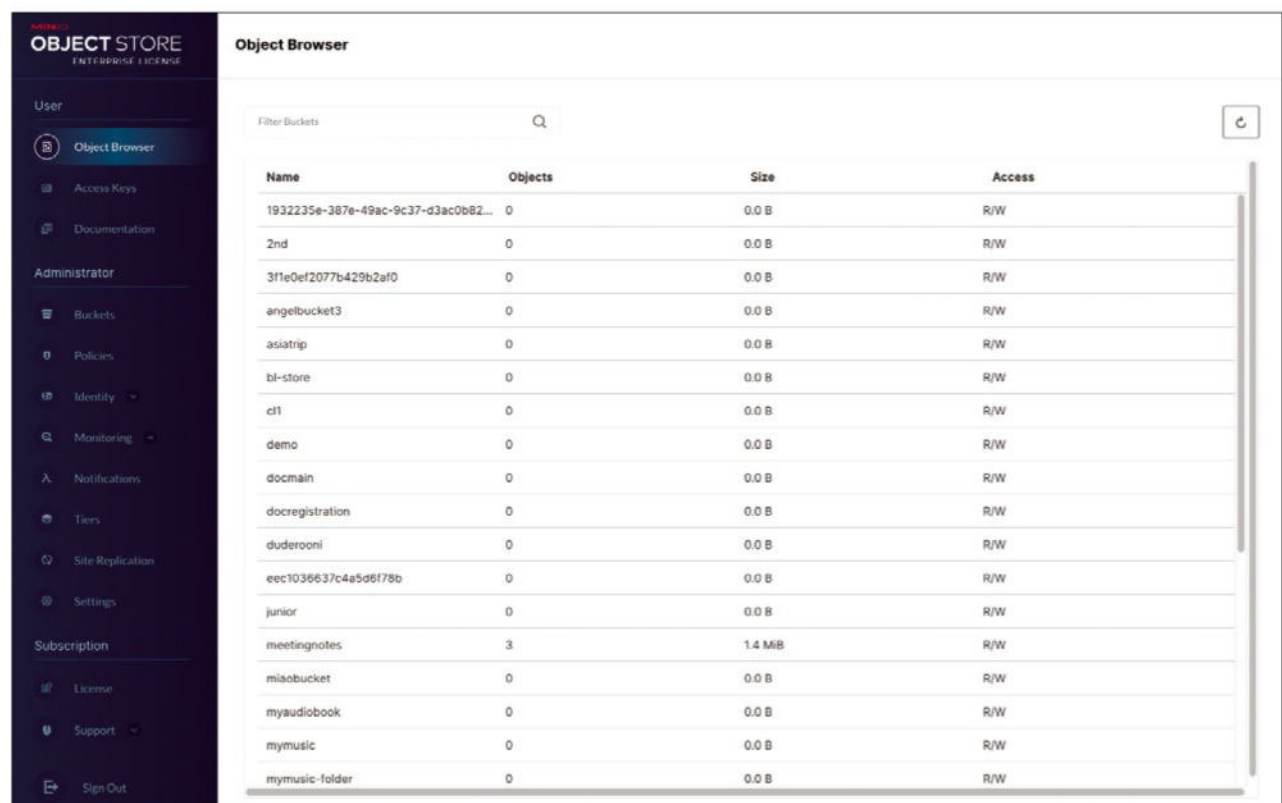 MINIO
OBJECT STORE
ENTERPRISE LICENSE
User
Object Browser
Access Keys
Documentation
Administrator
Buckets
Policies
Identity
Monitoring
Notifications
Tiers
Site Replication
Settings
Subscription
License
Support
Sign Out
Object Browser
Filter Buckets
Name Objects Size Access
1932235e-387e-49ac-9c37-d3ac0b82... 0 0.0 B R/W
2nd 0 0.0 B R/W
3f1e0ef2077b429b2af0 0 0.0 B R/W
angelbucket3 0 0.0 B R/W
asiatrip 0 0.0 B R/W
bl-store 0 0.0 B R/W
cl1 0 0.0 B R/W
demo 0 0.0 B R/W
docmain 0 0.0 B R/W
docregistration 0 0.0 B R/W
duderooni 0 0.0 B R/W
eec1036637c4a5d6f78b 0 0.0 B R/W
junior 0 0.0 B R/W
meetingnotes 3 1.4 MiB R/W
miaobucket 0 0.0 B R/W
myaudiobook 0 0.0 B R/W
mymusic 0 0.0 B R/W
mymusic-folder 0 0.0 B R/W